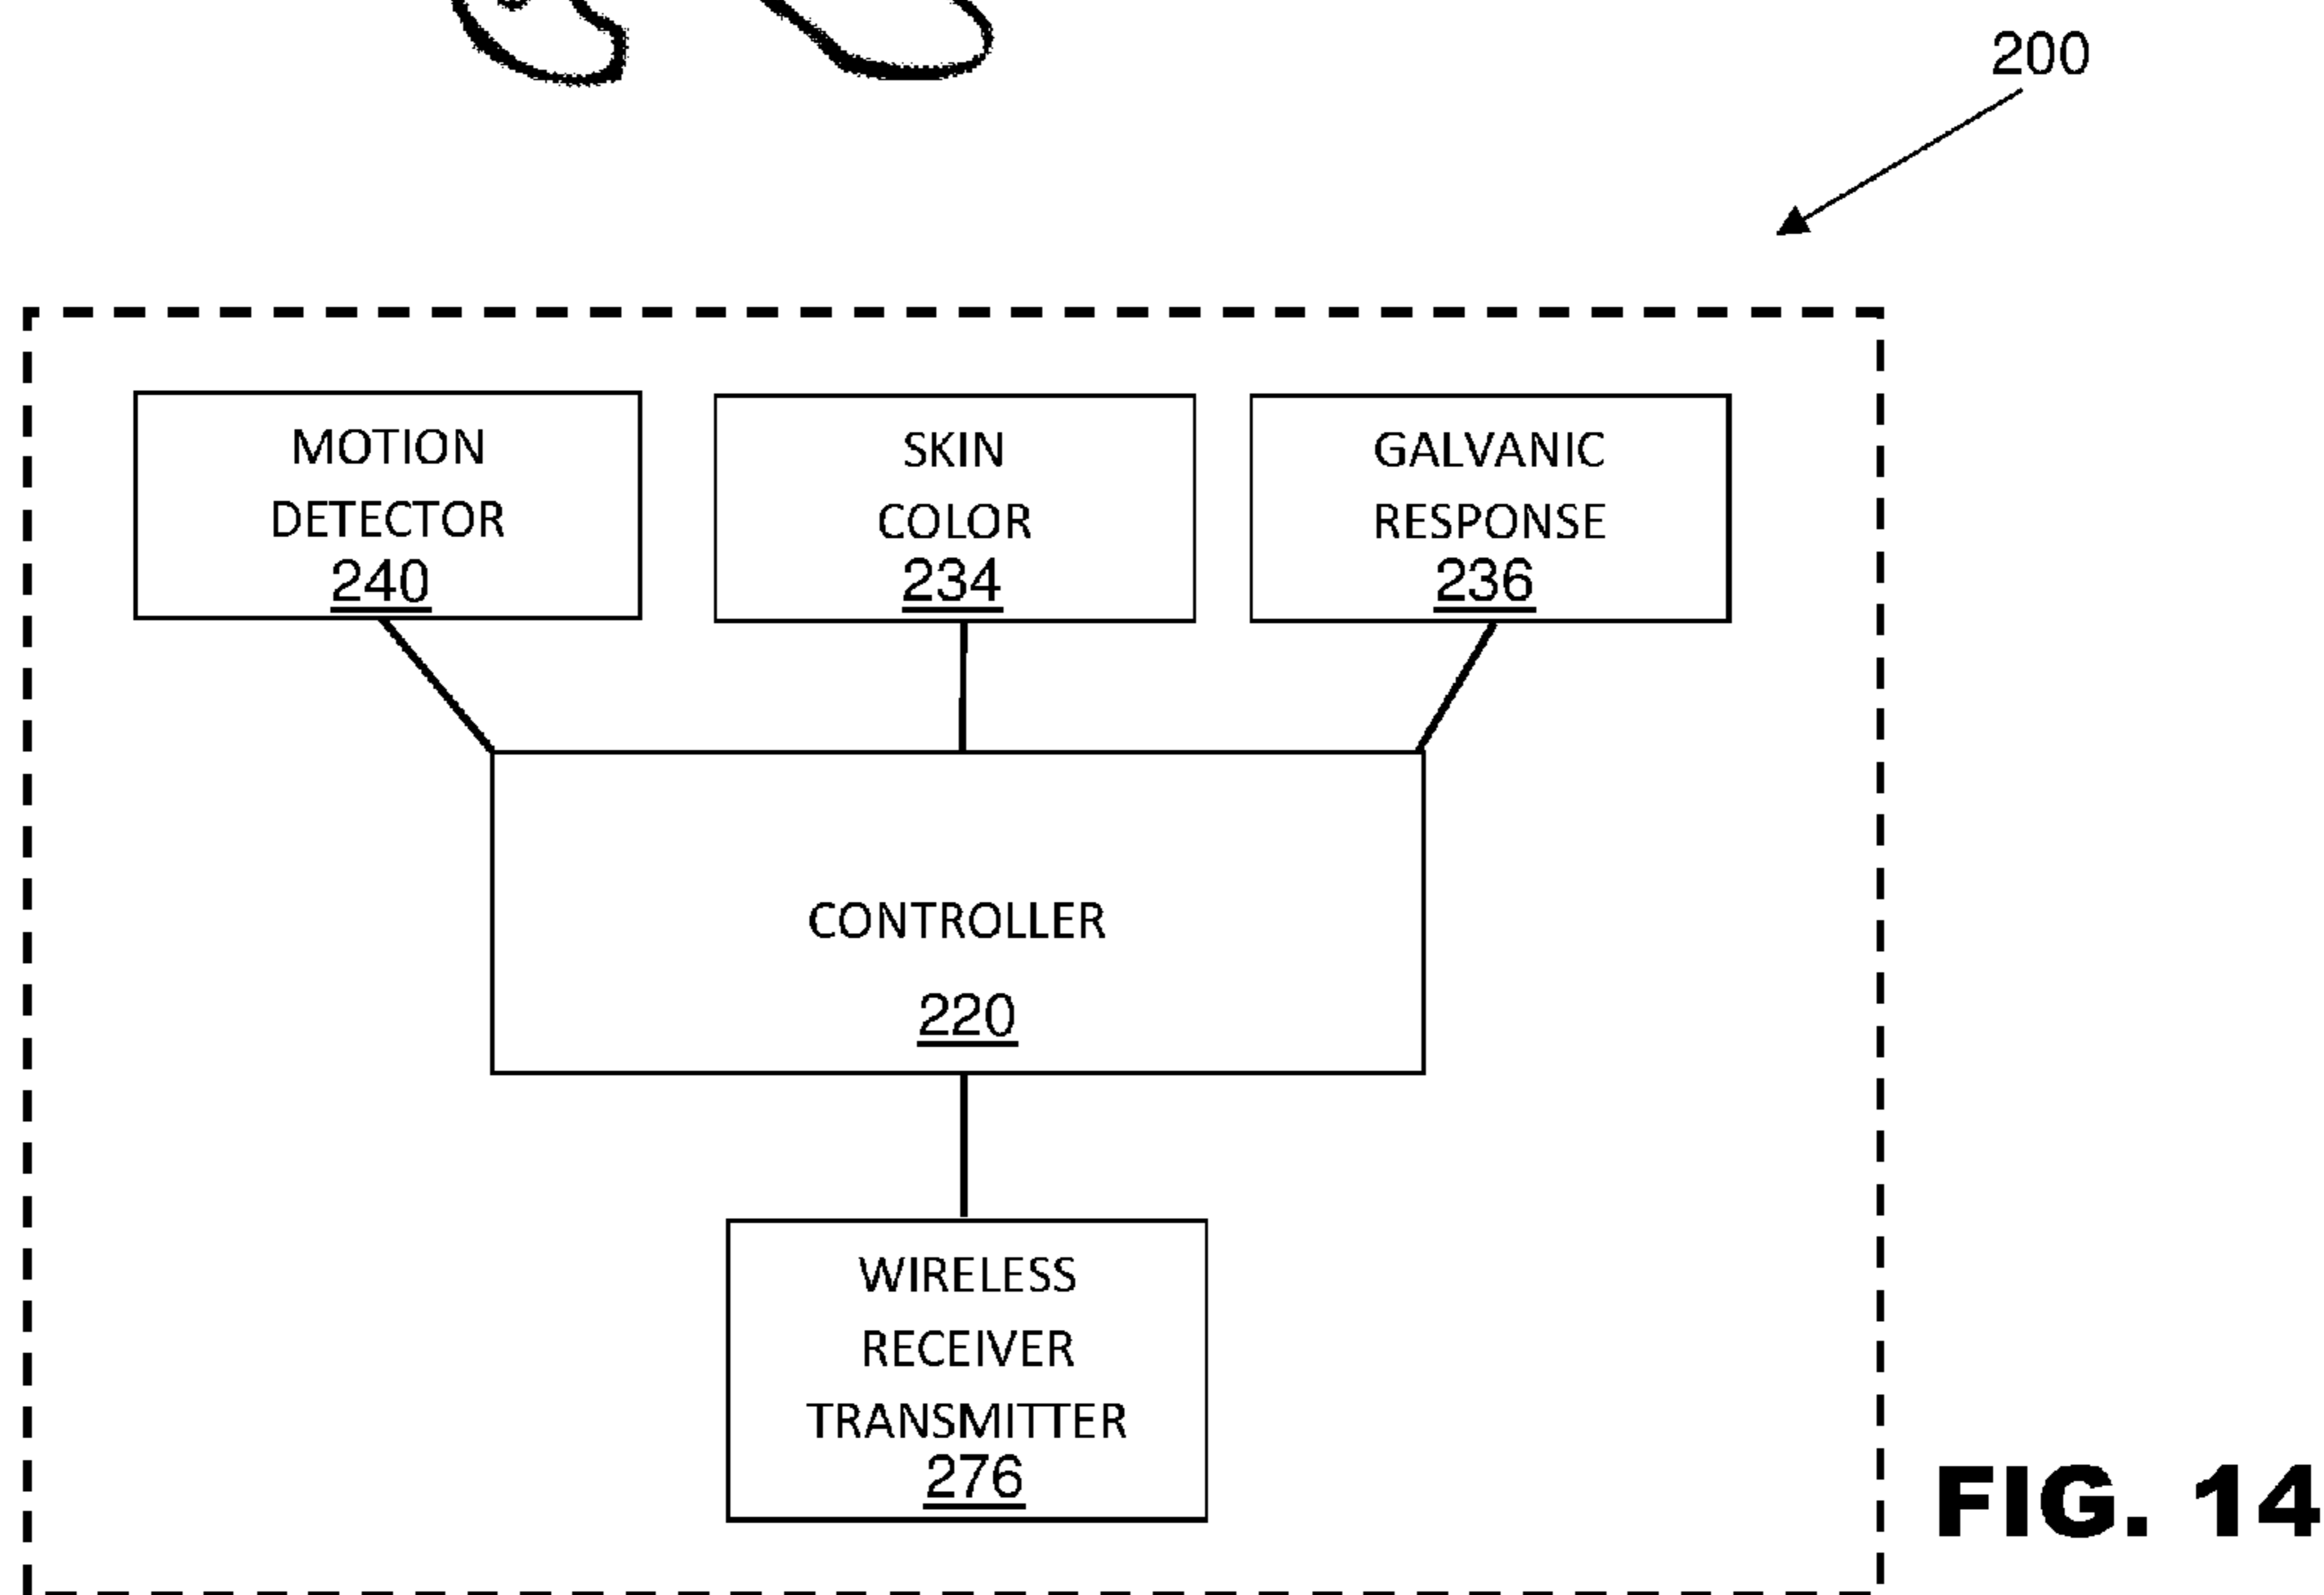 200
MOTION
DETECTOR
240
SKIN
COLOR
234
GALVANIC
RESPONSE
236
CONTROLLER
220
WIRELESS
RECEIVER
TRANSMITTER
276
FIG. 14